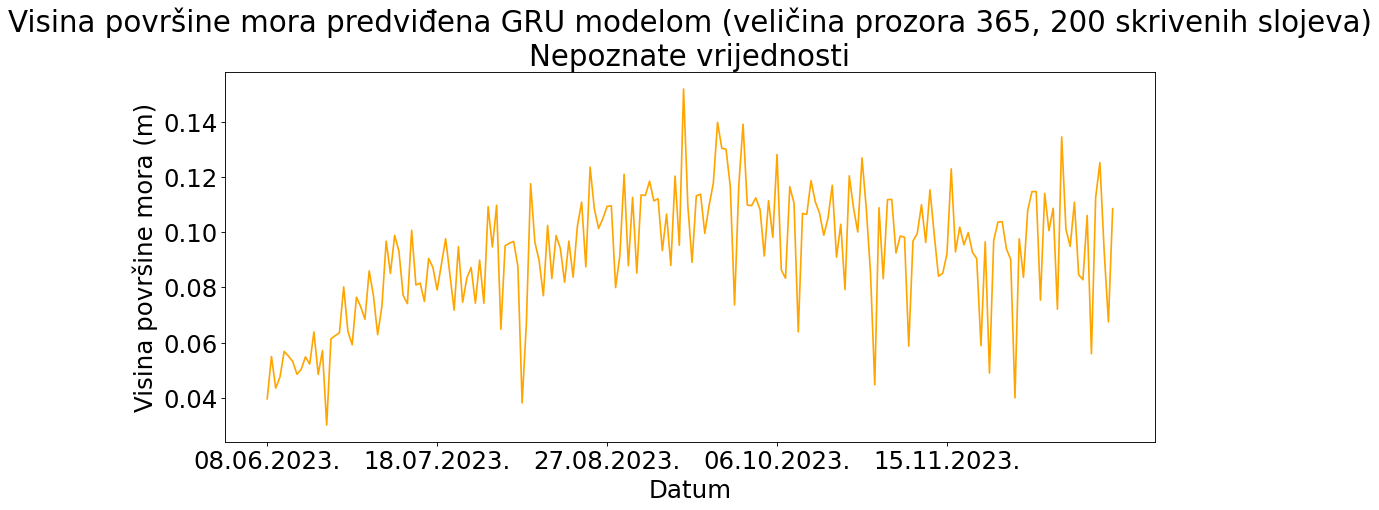 Visina površine mora predviđena GRU modelom (veličina prozora 365, 200 skrivenih slojeva)
Nepoznate vrijednosti
Visina površine mora (m)
0.14
0.12
0.10
0.08
0.06
0.04
08.06.2023. 18.07.2023. 27.08.2023. 06.10.2023. 15.11.2023.
Datum